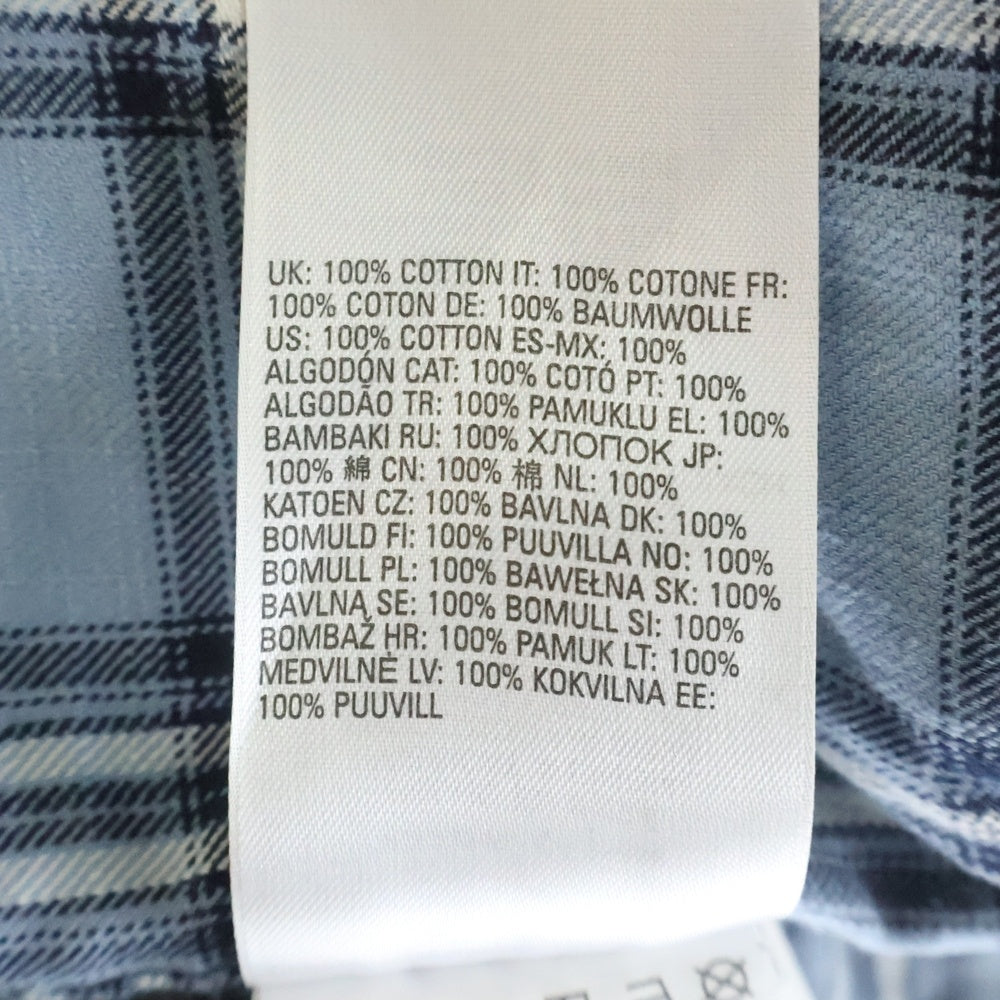 UK: 100% COTTON IT: 100% COTONE FR:
100% COTON DE: 100% BAUMWOLLE
US: 100% COTTON ES-MX: 100%
ALGODÓN CAT: 100% COTÓ PT: 100%
ALGODÃO TR: 100% PAMUKLU EL: 100%
BAMBAKI RU: 100% ХЛОПОК JP:
100% 綿 CN: 100% 棉 NL: 100%
KATOEN CZ: 100% BAVLNA DK: 100%
BOMULD FI: 100% PUUVILLA NO: 100%
BOMULL PL: 100% BAWEŁNA SK: 100%
BAVLNA SE: 100% BOMULL SI: 100%
BOMBAŽ HR: 100% PAMUK LT: 100%
MEDVILNĖ LV: 100% KOKVILNA EE:
100% PUUVILL